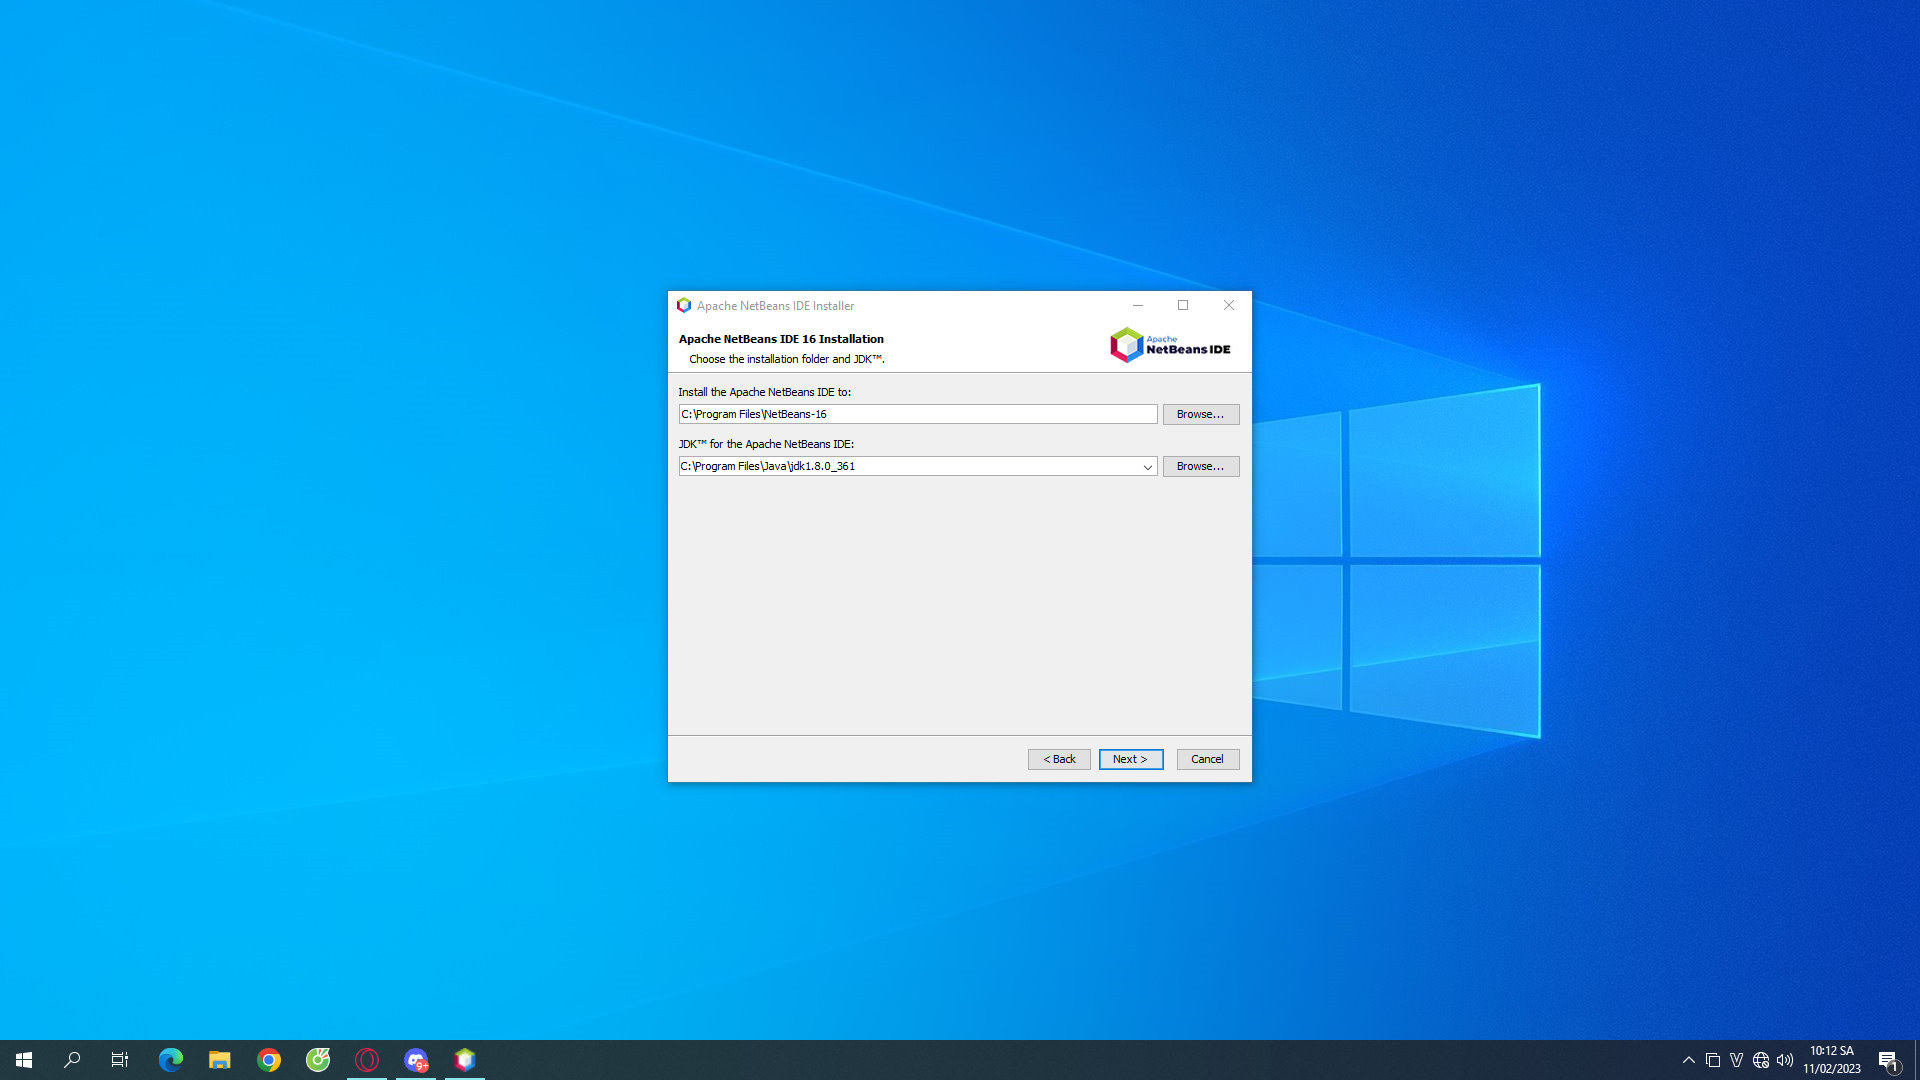 Apache NetBeans IDE Installer
Apache NetBeans IDE 16 Installation
Choose the installation folder and JDK™.
Apache
NetBeans IDE
Install the Apache NetBeans IDE to:
C:\Program Files\NetBeans-16
Browse...
JDK™ for the Apache NetBeans IDE:
C:\Program Files\Java\jdk1.8.0_361
Browse...
< Back
Next >
Cancel
9+
V
10:12 SA
11/02/2023
1